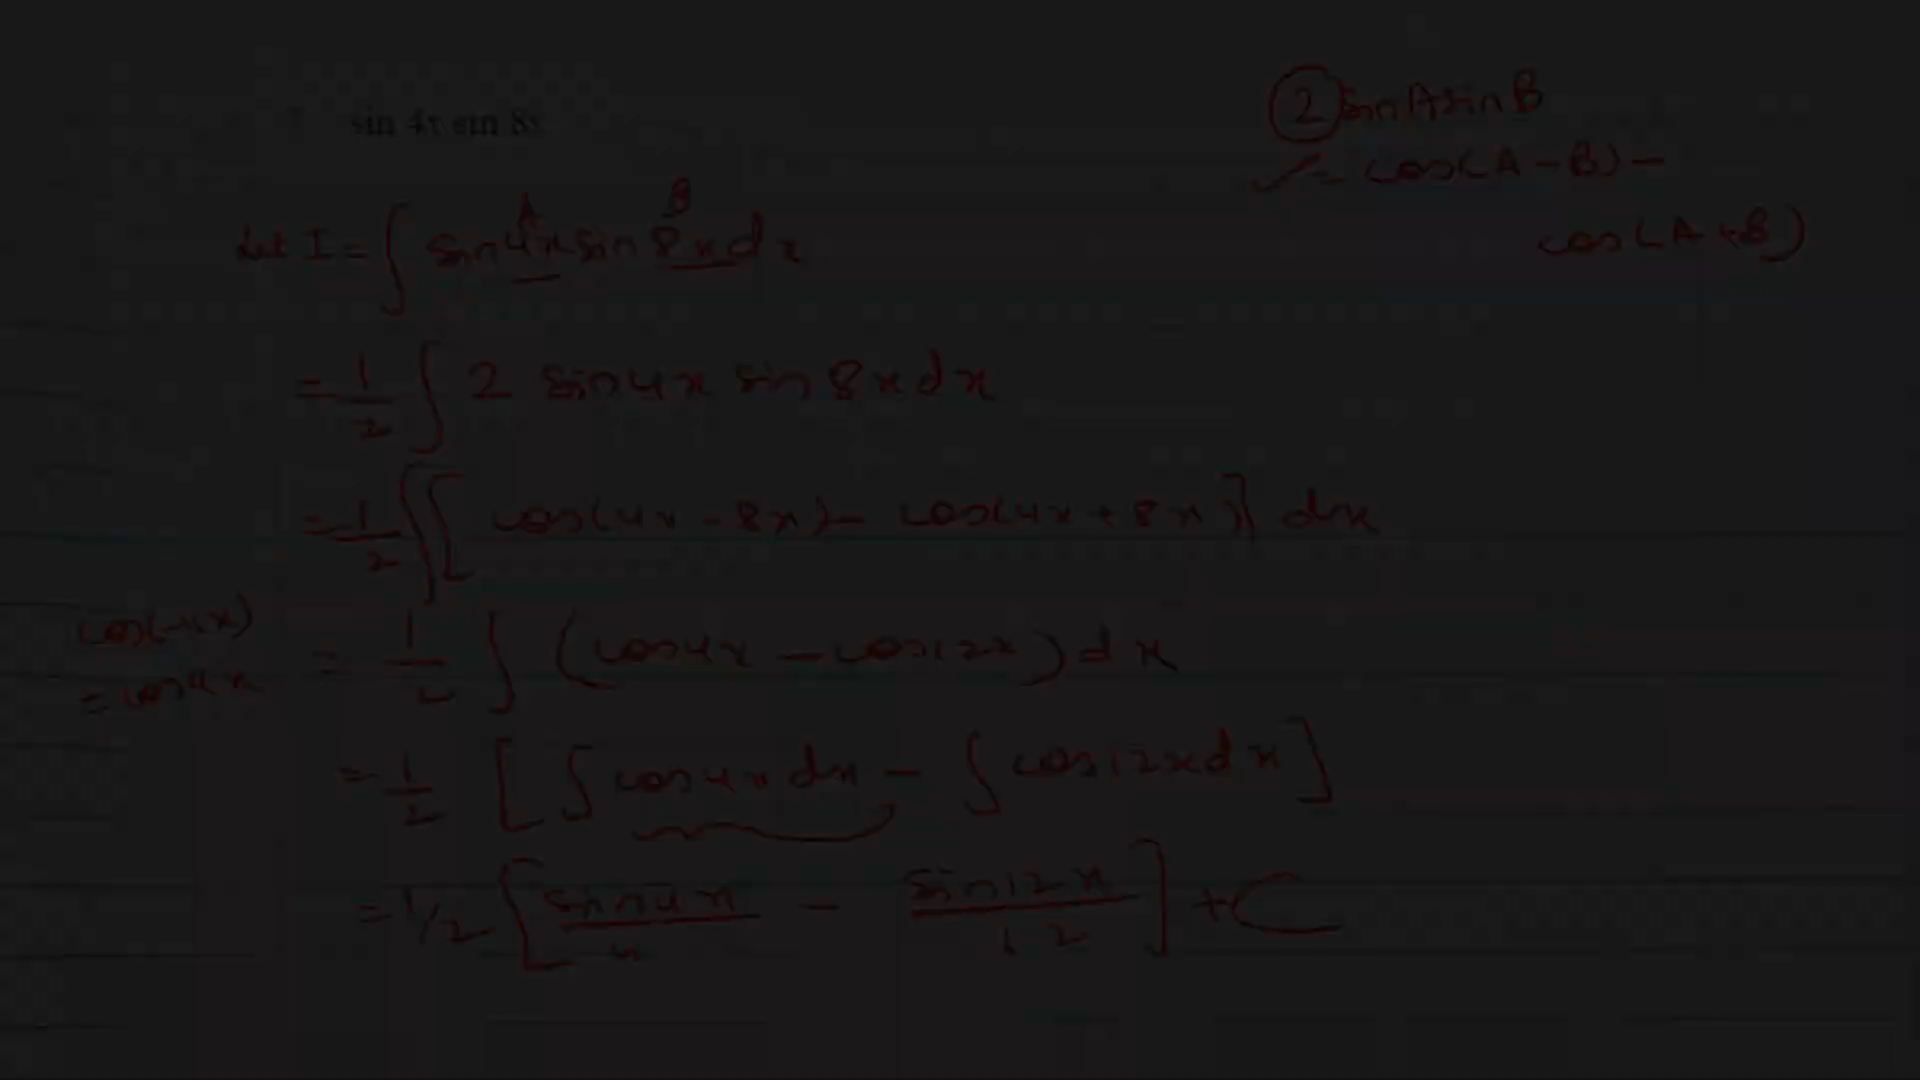 7. sin 4x sin 8x
2 sin A sin B
= cos(A - B) -
cos(A + B)
A B
Let I = ∫ sin 4x sin 8x dx
= 1/2 ∫ 2 sin 4x sin 8x dx
= 1/2 ∫ [cos(4x - 8x) - cos(4x + 8x)] dx
cos(-4x)
= cos 4x
= 1/2 ∫ (cos 4x - cos 12x) dx
= 1/2 [∫ cos 4x dx - ∫ cos 12x dx]
= 1/2 [sin 4x/4 - sin 12x/12] + C